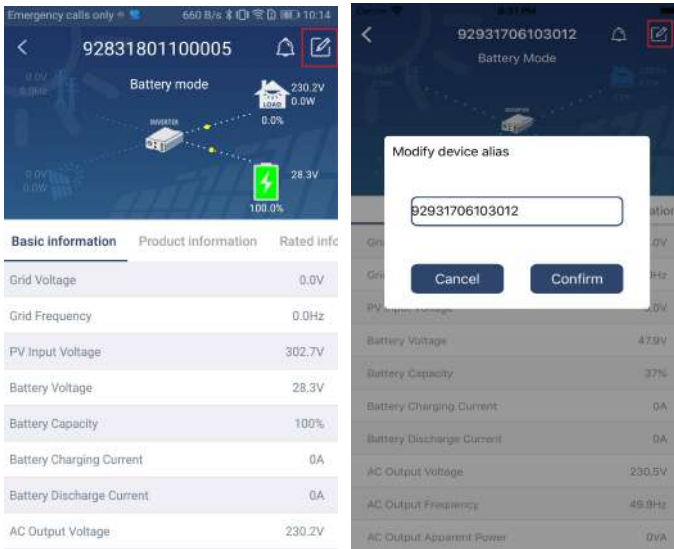 Emergency calls only
660 B/s
10:14
92831801100005
Battery mode
0.0V
0.0Hz
230.2V
0.0W
LOAD
0.0%
INVERTER
0.0V
0.0W
28.3V
100.0%
Basic information Product information Rated info
Grid Voltage 0.0V
Grid Frequency 0.0Hz
PV Input Voltage 302.7V
Battery Voltage 28.3V
Battery Capacity 100%
Battery Charging Current 0A
Battery Discharge Current 0A
AC Output Voltage 230.2V
92931706103012
Battery Mode
Modify device alias
92931706103012
Cancel Confirm
Battery Voltage 47.9V
Battery Capacity 37%
Battery Charging Current 0A
Battery Discharge Current 0A
AC Output Voltage 230.5V
AC Output Frequency 49.9Hz
AC Output Apparent Power 0VA